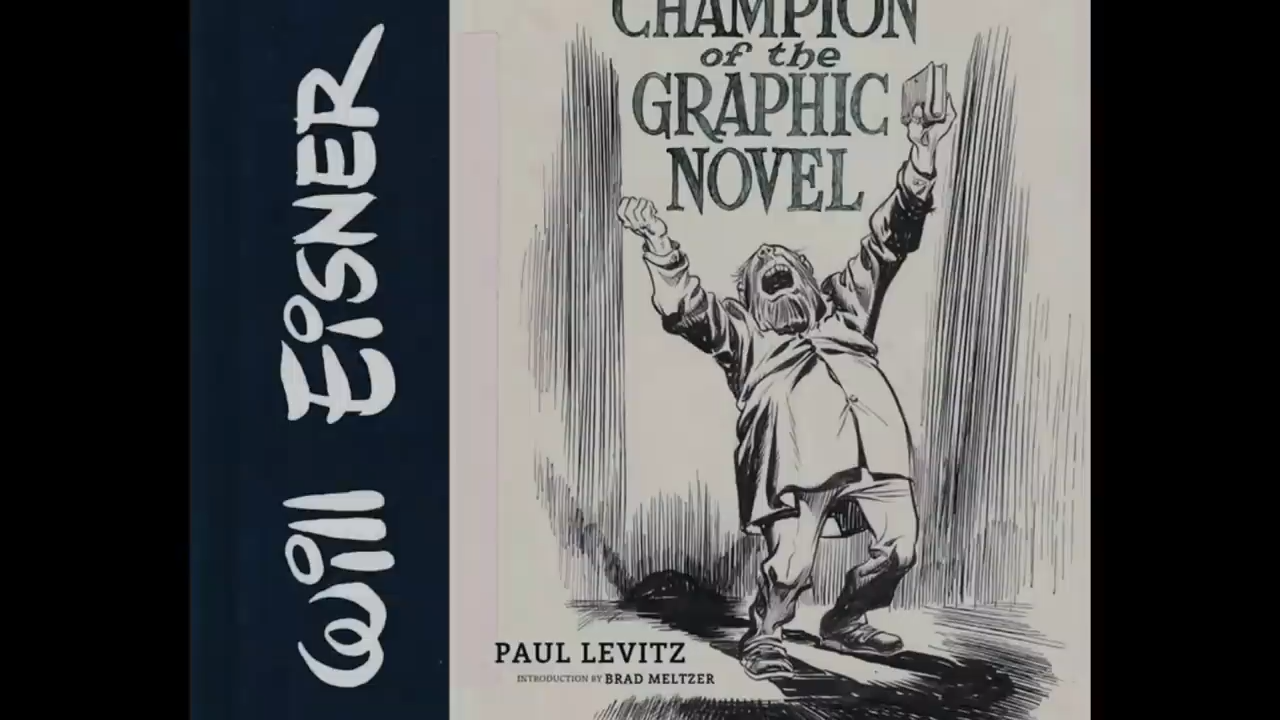 Will EiSNER
CHAMPION
of the
GRAPHIC
NOVEL
PAUL LEVITZ
INTRODUCTION BY BRAD MELTZER